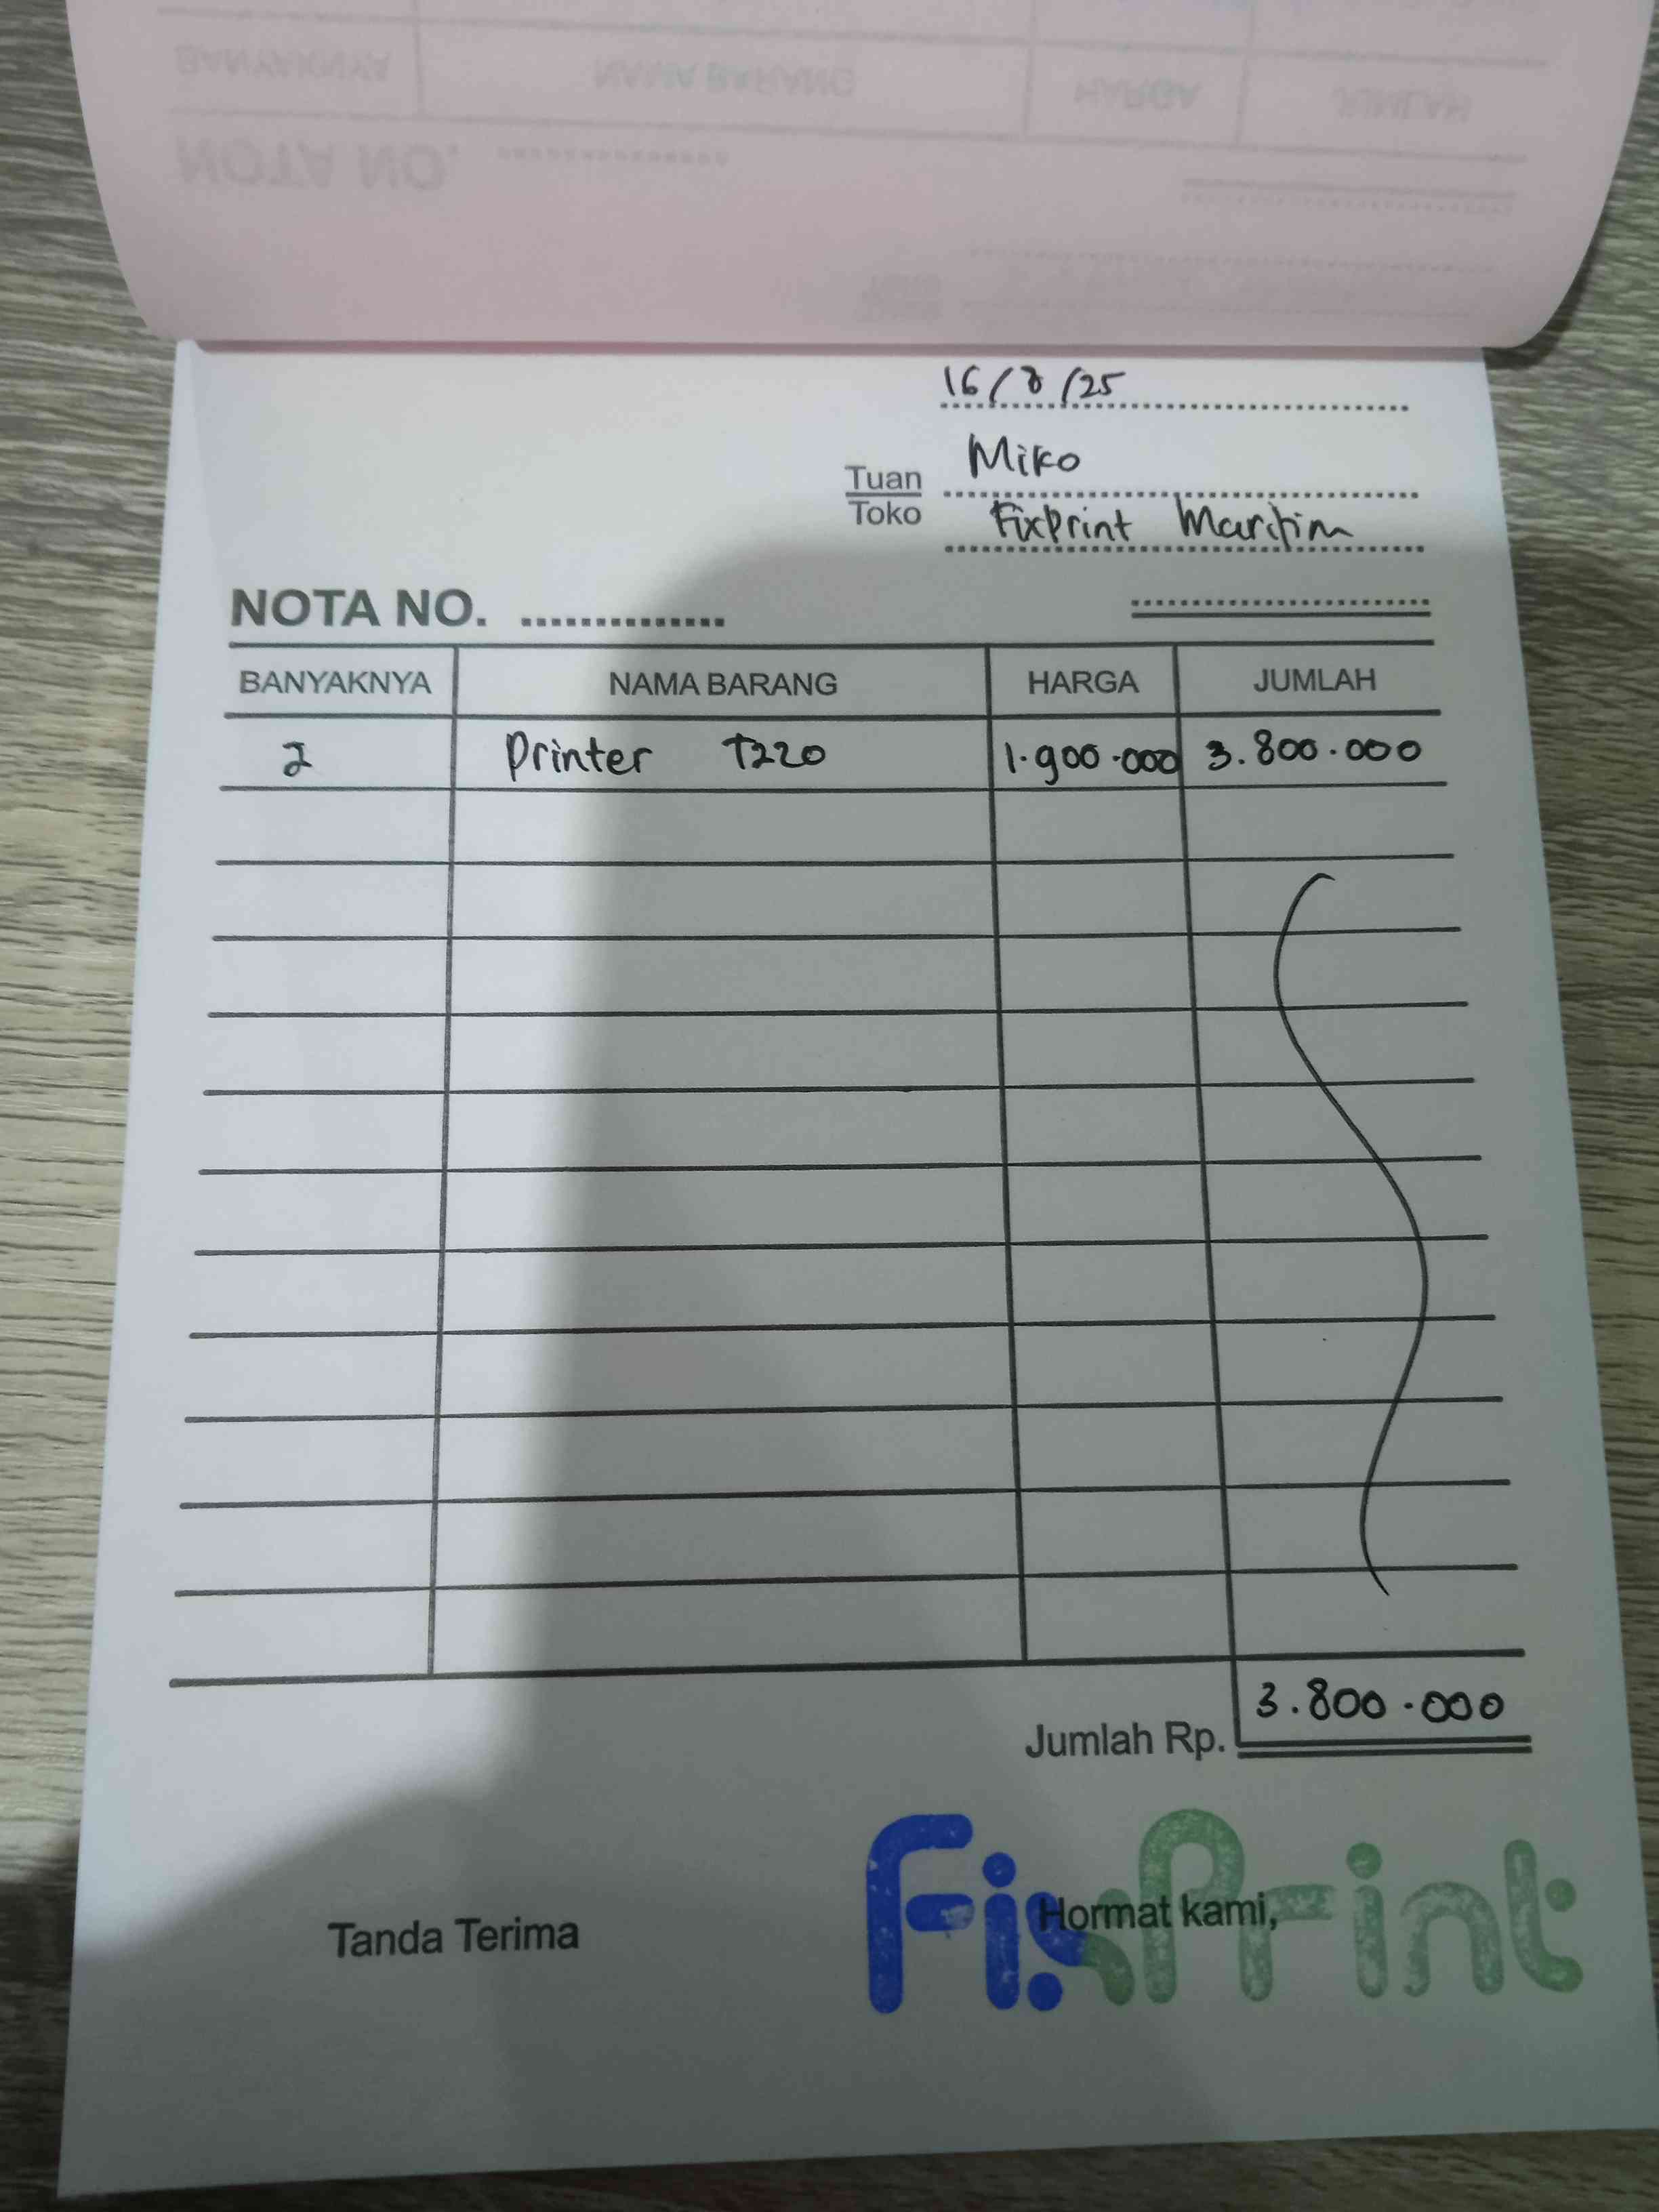 16/8/25
Tuan
Toko
Miko
FixPrint Maritim
NOTA NO. ..............
BANYAKNYA NAMA BARANG HARGA JUMLAH
2 Printer T220 1.900.000 3.800.000
Jumlah Rp. 3.800.000
Tanda Terima
Hormat kami,
FixPrint